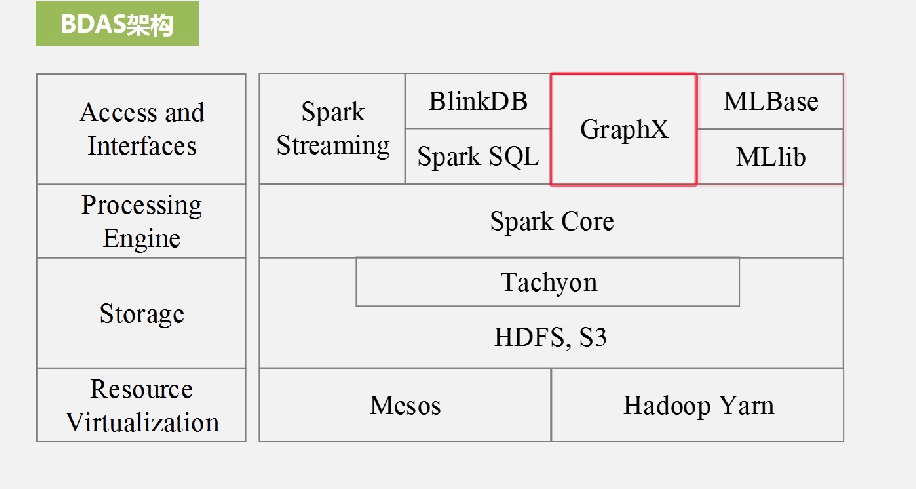 BDAS架构
Access and
Interfaces
Spark
Streaming
BlinkDB
Spark SQL
GraphX
MLBase
MLlib
Processing
Engine
Spark Core
Storage
Tachyon
HDFS, S3
Resource
Virtualization
Mesos
Hadoop Yarn